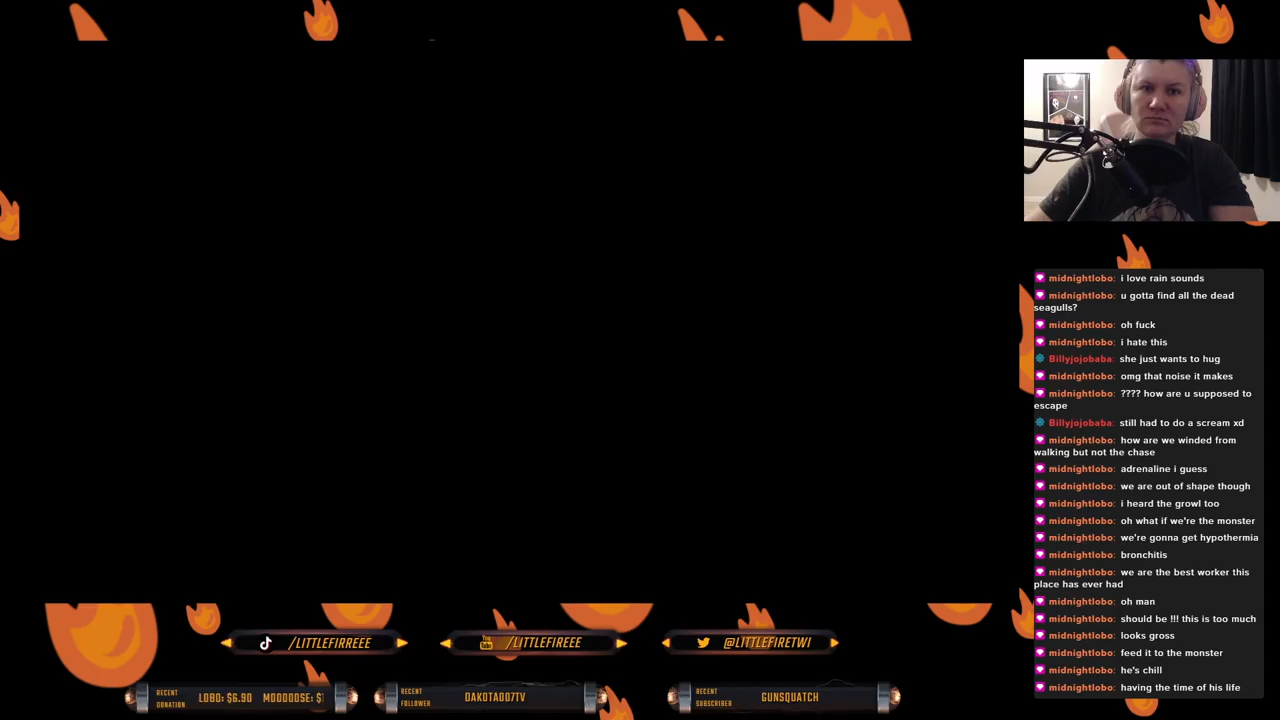 midnightlobo: i love rain sounds
midnightlobo: u gotta find all the dead
seagulls?
midnightlobo: oh fuck
midnightlobo: i hate this
Billyjojobaba: she just wants to hug
midnightlobo: omg that noise it makes
midnightlobo: ???? how are u supposed to
escape
Billyjojobaba: still had to do a scream xd
midnightlobo: how are we winded from
walking but not the chase
midnightlobo: adrenaline i guess
midnightlobo: we are out of shape though
midnightlobo: i heard the growl too
midnightlobo: oh what if we're the monster
midnightlobo: we're gonna get hypothermia
midnightlobo: bronchitis
midnightlobo: we are the best worker this
place has ever had
midnightlobo: oh man
midnightlobo: should be !!! this is too much
midnightlobo: looks gross
midnightlobo: feed it to the monster
midnightlobo: he's chill
midnightlobo: having the time of his life
/LITTLEFIRREEE
You Tube /LITTLEFIREEE
@LITTLEFIRETWI
RECENT DONATION LOBO: $6.90 MOOOOOSE: $
RECENT FOLLOWER DAKOTA007TV
RECENT SUBSCRIBER GUNSQUATCH